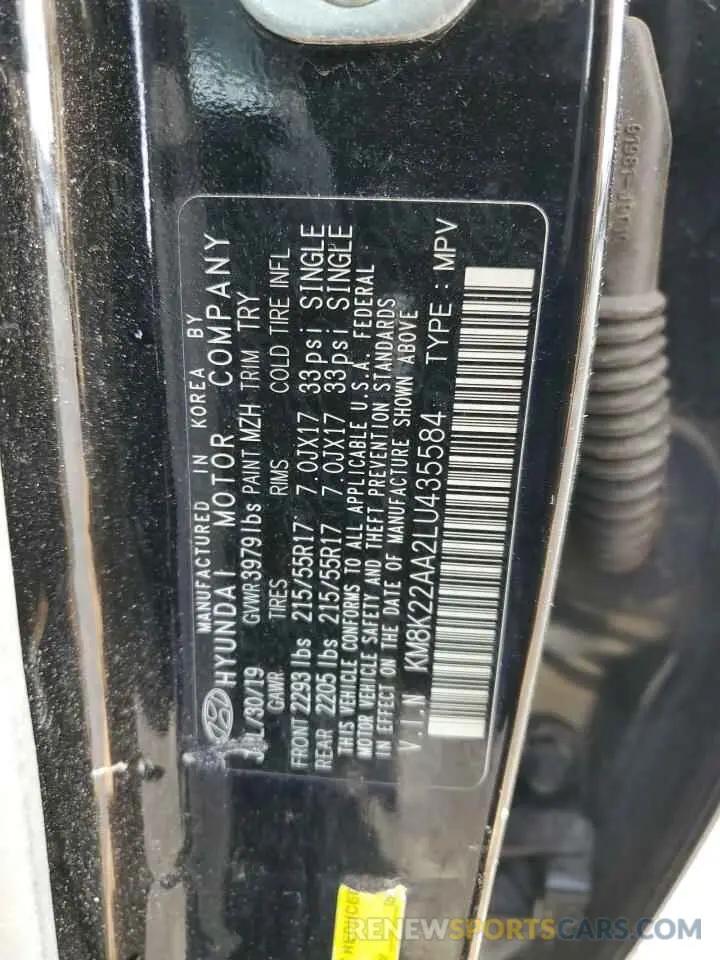 MANUFACTURED IN KOREA BY
HYUNDAI MOTOR COMPANY
JUL/30/19 GVWR 3979 lbs PAINT MZH TRIM TRY
GAWR TIRES RIMS COLD TIRE INFL
FRONT 2293 lbs 215/55R17 7.0JX17 33psi SINGLE
REAR 2205 lbs 215/55R17 7.0JX17 33psi SINGLE
THIS VEHICLE CONFORMS TO ALL APPLICABLE U.S.A. FEDERAL
MOTOR VEHICLE SAFETY AND THEFT PREVENTION STANDARDS
IN EFFECT ON THE DATE OF MANUFACTURE SHOWN ABOVE
V.I.N KM8K22AA2LU435584 TYPE : MPV
RENEWSPORTSCARS.COM